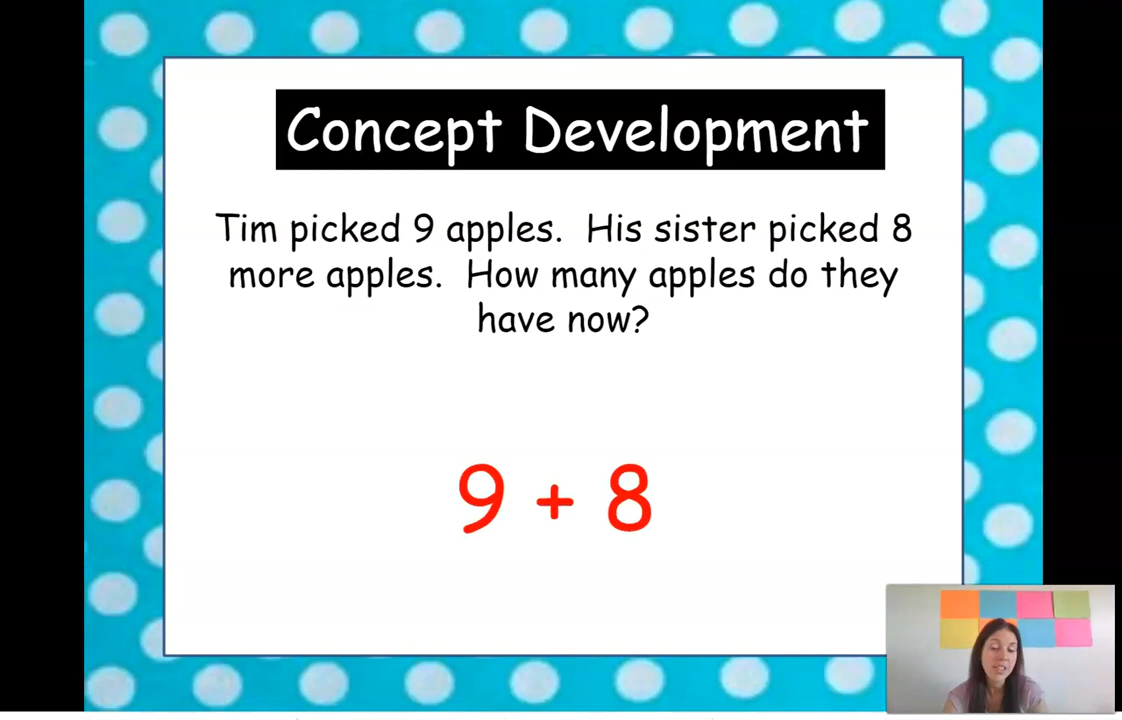 Concept Development
Tim picked 9 apples.  His sister picked 8
more apples.  How many apples do they
have now?
9 + 8